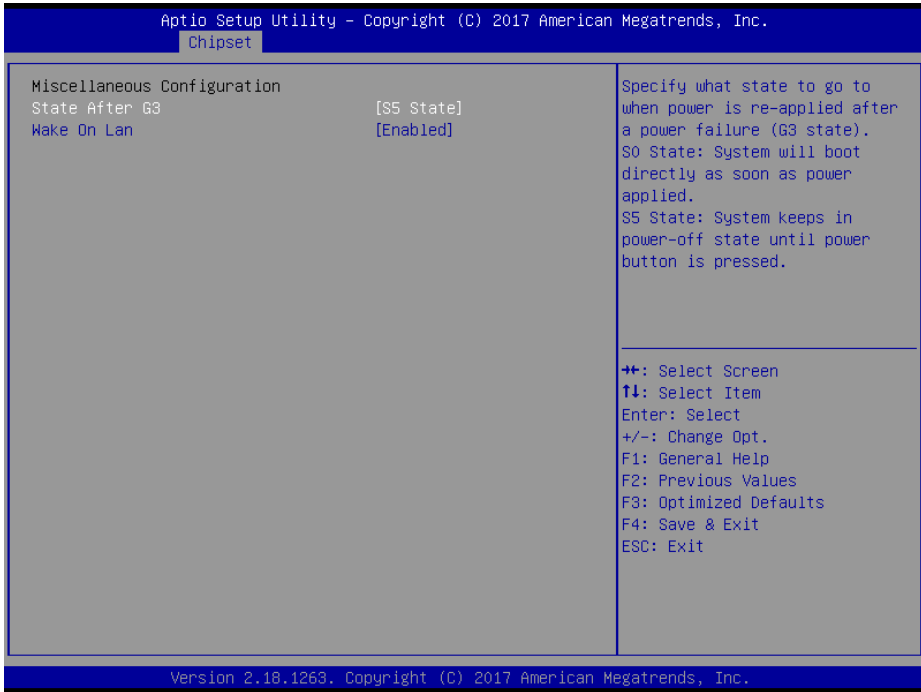 Aptio Setup Utility – Copyright (C) 2017 American Megatrends, Inc.
Chipset
Miscellaneous Configuration
State After G3 [S5 State]
Wake On Lan [Enabled]
Specify what state to go to
when power is re-applied after
a power failure (G3 state).
S0 State: System will boot
directly as soon as power
applied.
S5 State: System keeps in
power-off state until power
button is pressed.
→←: Select Screen
↑↓: Select Item
Enter: Select
+/-: Change Opt.
F1: General Help
F2: Previous Values
F3: Optimized Defaults
F4: Save & Exit
ESC: Exit
Version 2.18.1263. Copyright (C) 2017 American Megatrends, Inc.